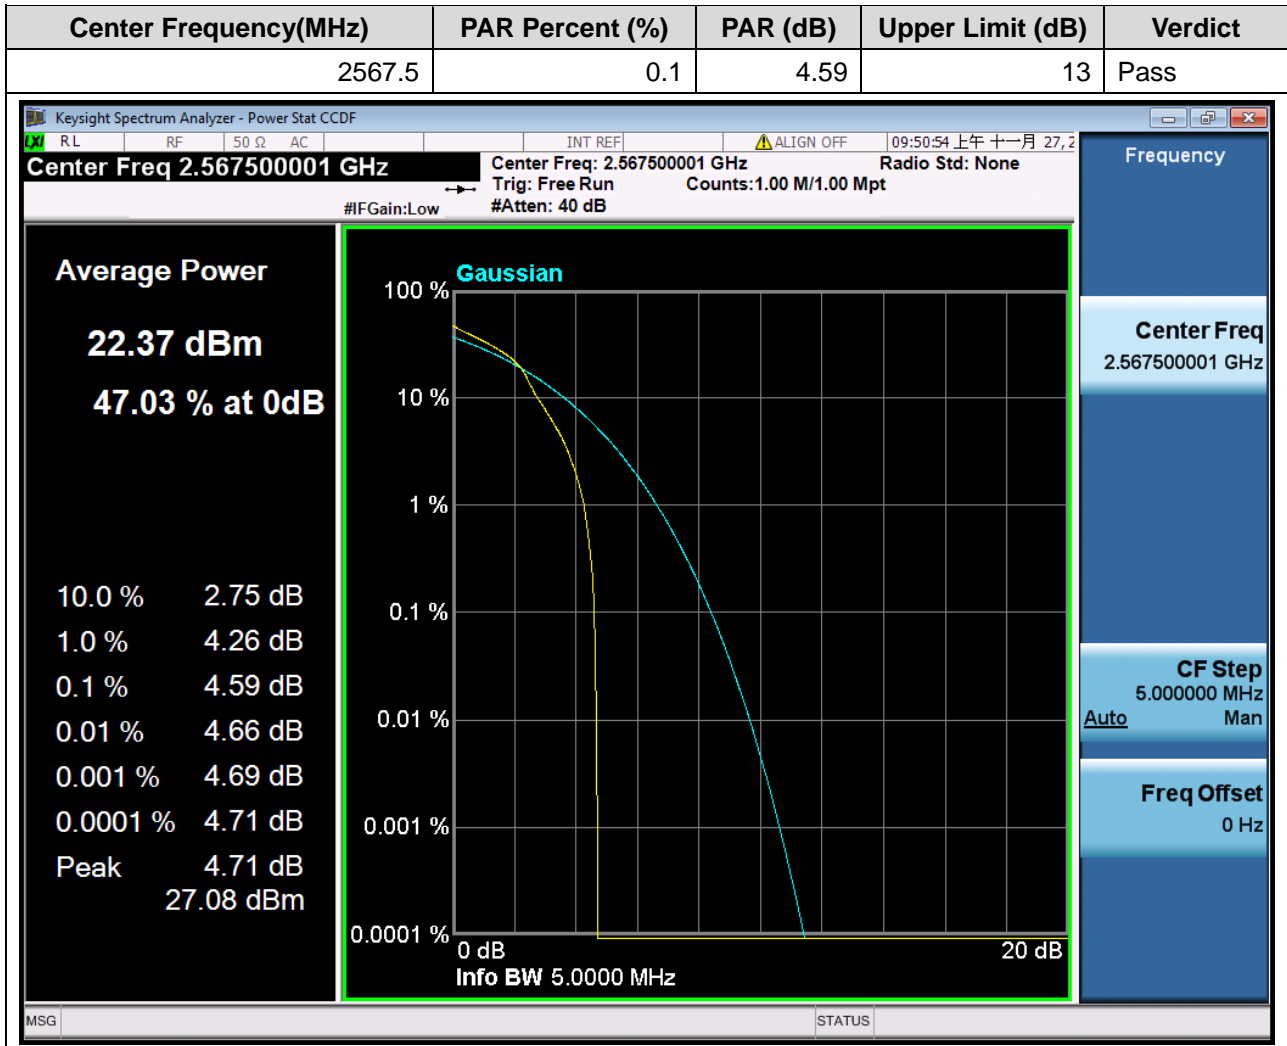 Center Frequency(MHz) PAR Percent (%) PAR (dB) Upper Limit (dB) Verdict
2567.5 0.1 4.59 13 Pass
Keysight Spectrum Analyzer - Power Stat CCDF
LXI RL RF 50 Ω AC INT REF ALIGN OFF 09:50:54 上午 十一月 27, 2
Center Freq 2.567500001 GHz
Center Freq: 2.567500001 GHz Radio Std: None
Trig: Free Run Counts:1.00 M/1.00 Mpt
#IFGain:Low #Atten: 40 dB
Average Power
22.37 dBm
47.03 % at 0dB
10.0 % 2.75 dB
1.0 % 4.26 dB
0.1 % 4.59 dB
0.01 % 4.66 dB
0.001 % 4.69 dB
0.0001 % 4.71 dB
Peak 4.71 dB
27.08 dBm
Gaussian
100 %
10 %
1 %
0.1 %
0.01 %
0.001 %
0.0001 %
0 dB 20 dB
Info BW 5.0000 MHz
Frequency
Center Freq
2.567500001 GHz
CF Step
5.000000 MHz
Auto Man
Freq Offset
0 Hz
MSG STATUS